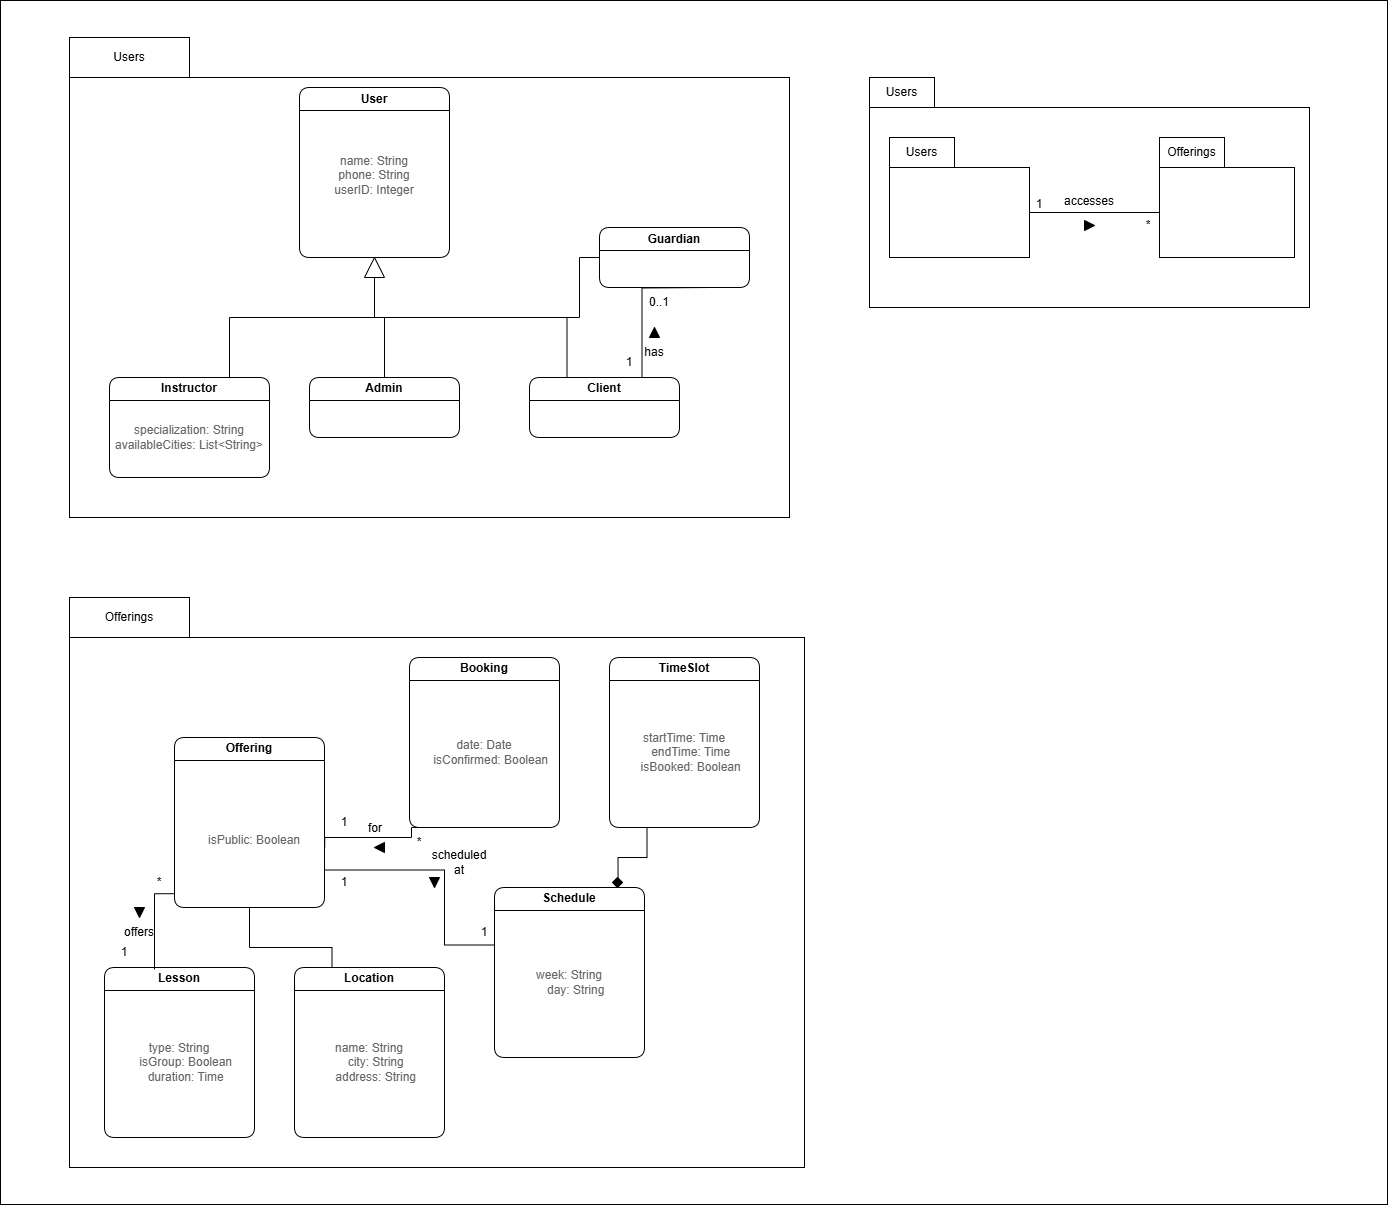 Users
User
name: String
phone: String
userID: Integer
Guardian
0..1
has
1
Instructor
specialization: String
availableCities: List<String>
Admin
Client
Users
Users
Offerings
1
accesses
*
Offerings
Booking
date: Date
isConfirmed: Boolean
TimeSlot
startTime: Time
endTime: Time
isBooked: Boolean
Offering
isPublic: Boolean
1
for
*
scheduled
at
1
1
*
offers
1
Schedule
week: String
day: String
Lesson
type: String
isGroup: Boolean
duration: Time
Location
name: String
city: String
address: String